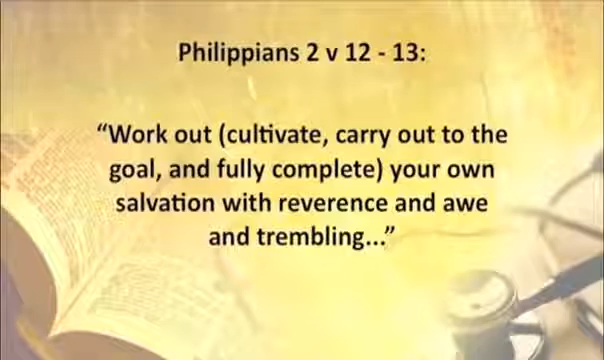 Philippians 2 v 12 - 13:
“Work out (cultivate, carry out to the
goal, and fully complete) your own
salvation with reverence and awe
and trembling...”